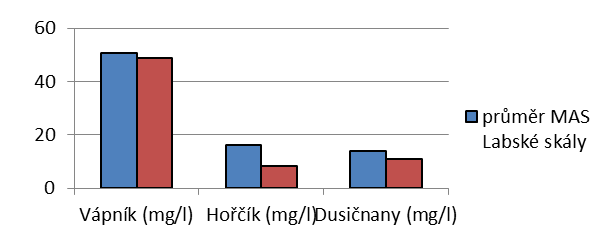 60
40
20
0
Vápník (mg/l) Hořčík (mg/l) Dusičnany (mg/l)
průměr MAS
Labské skály